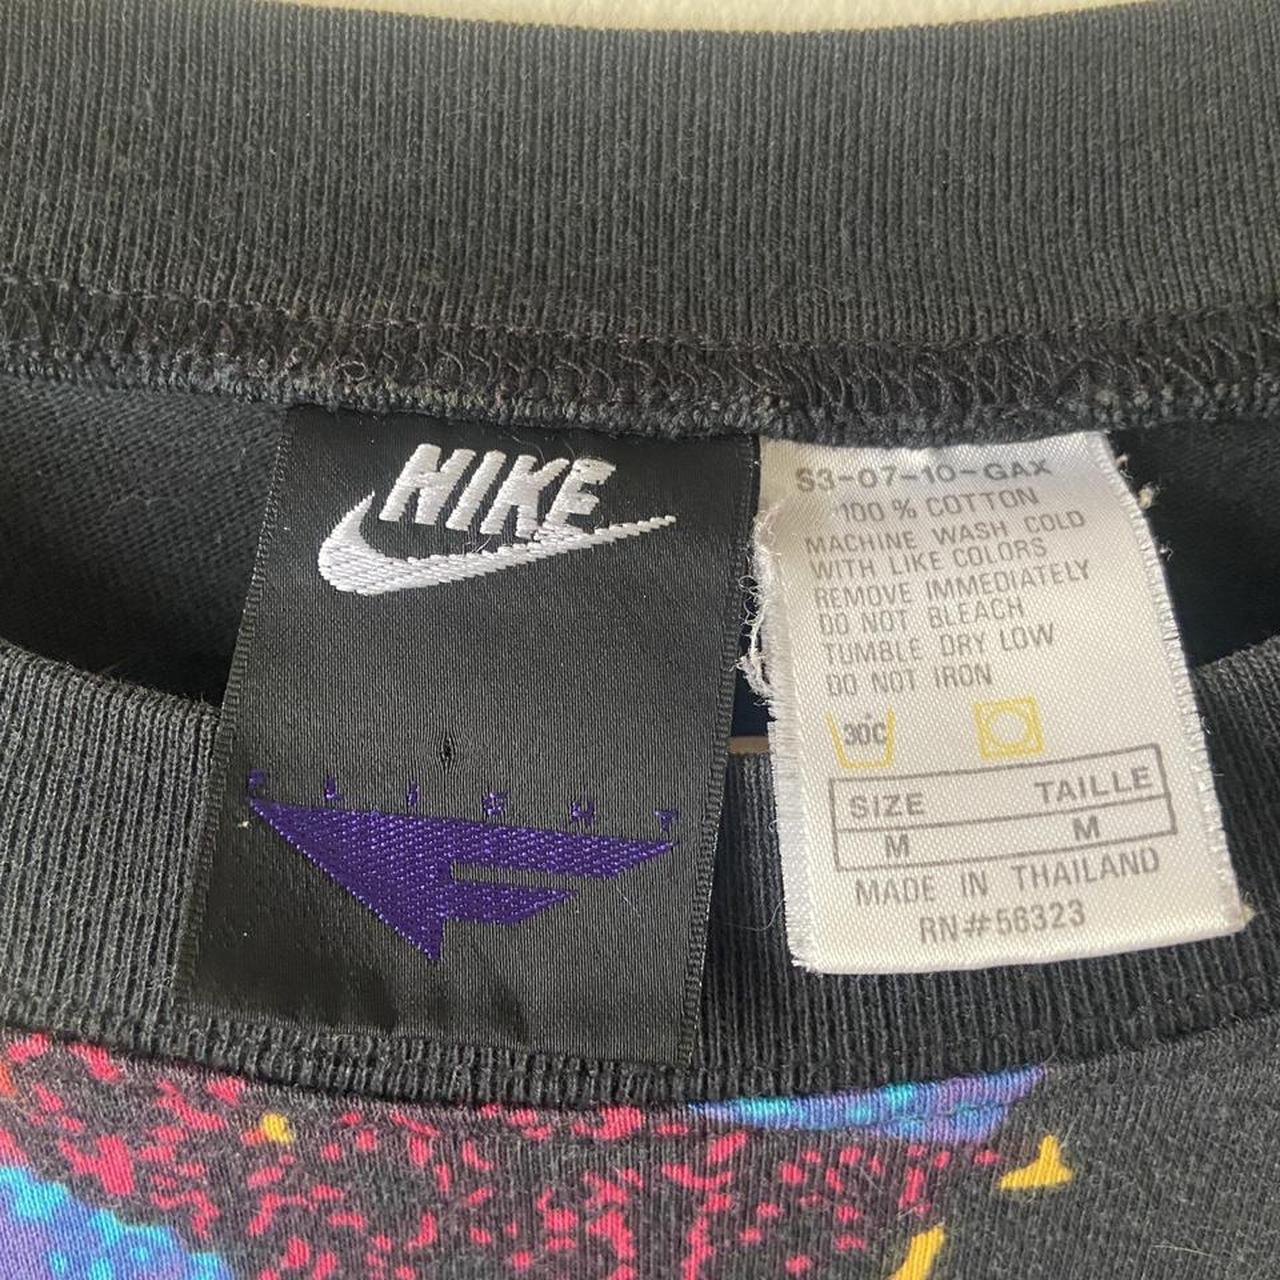 NIKE
FLIGHT
S3-07-10-GAX
100 % COTTON
MACHINE WASH COLD
WITH LIKE COLORS
REMOVE IMMEDIATELY
DO NOT BLEACH
TUMBLE DRY LOW
DO NOT IRON
30°C
SIZE TAILLE
M M
MADE IN THAILAND
RN#56323